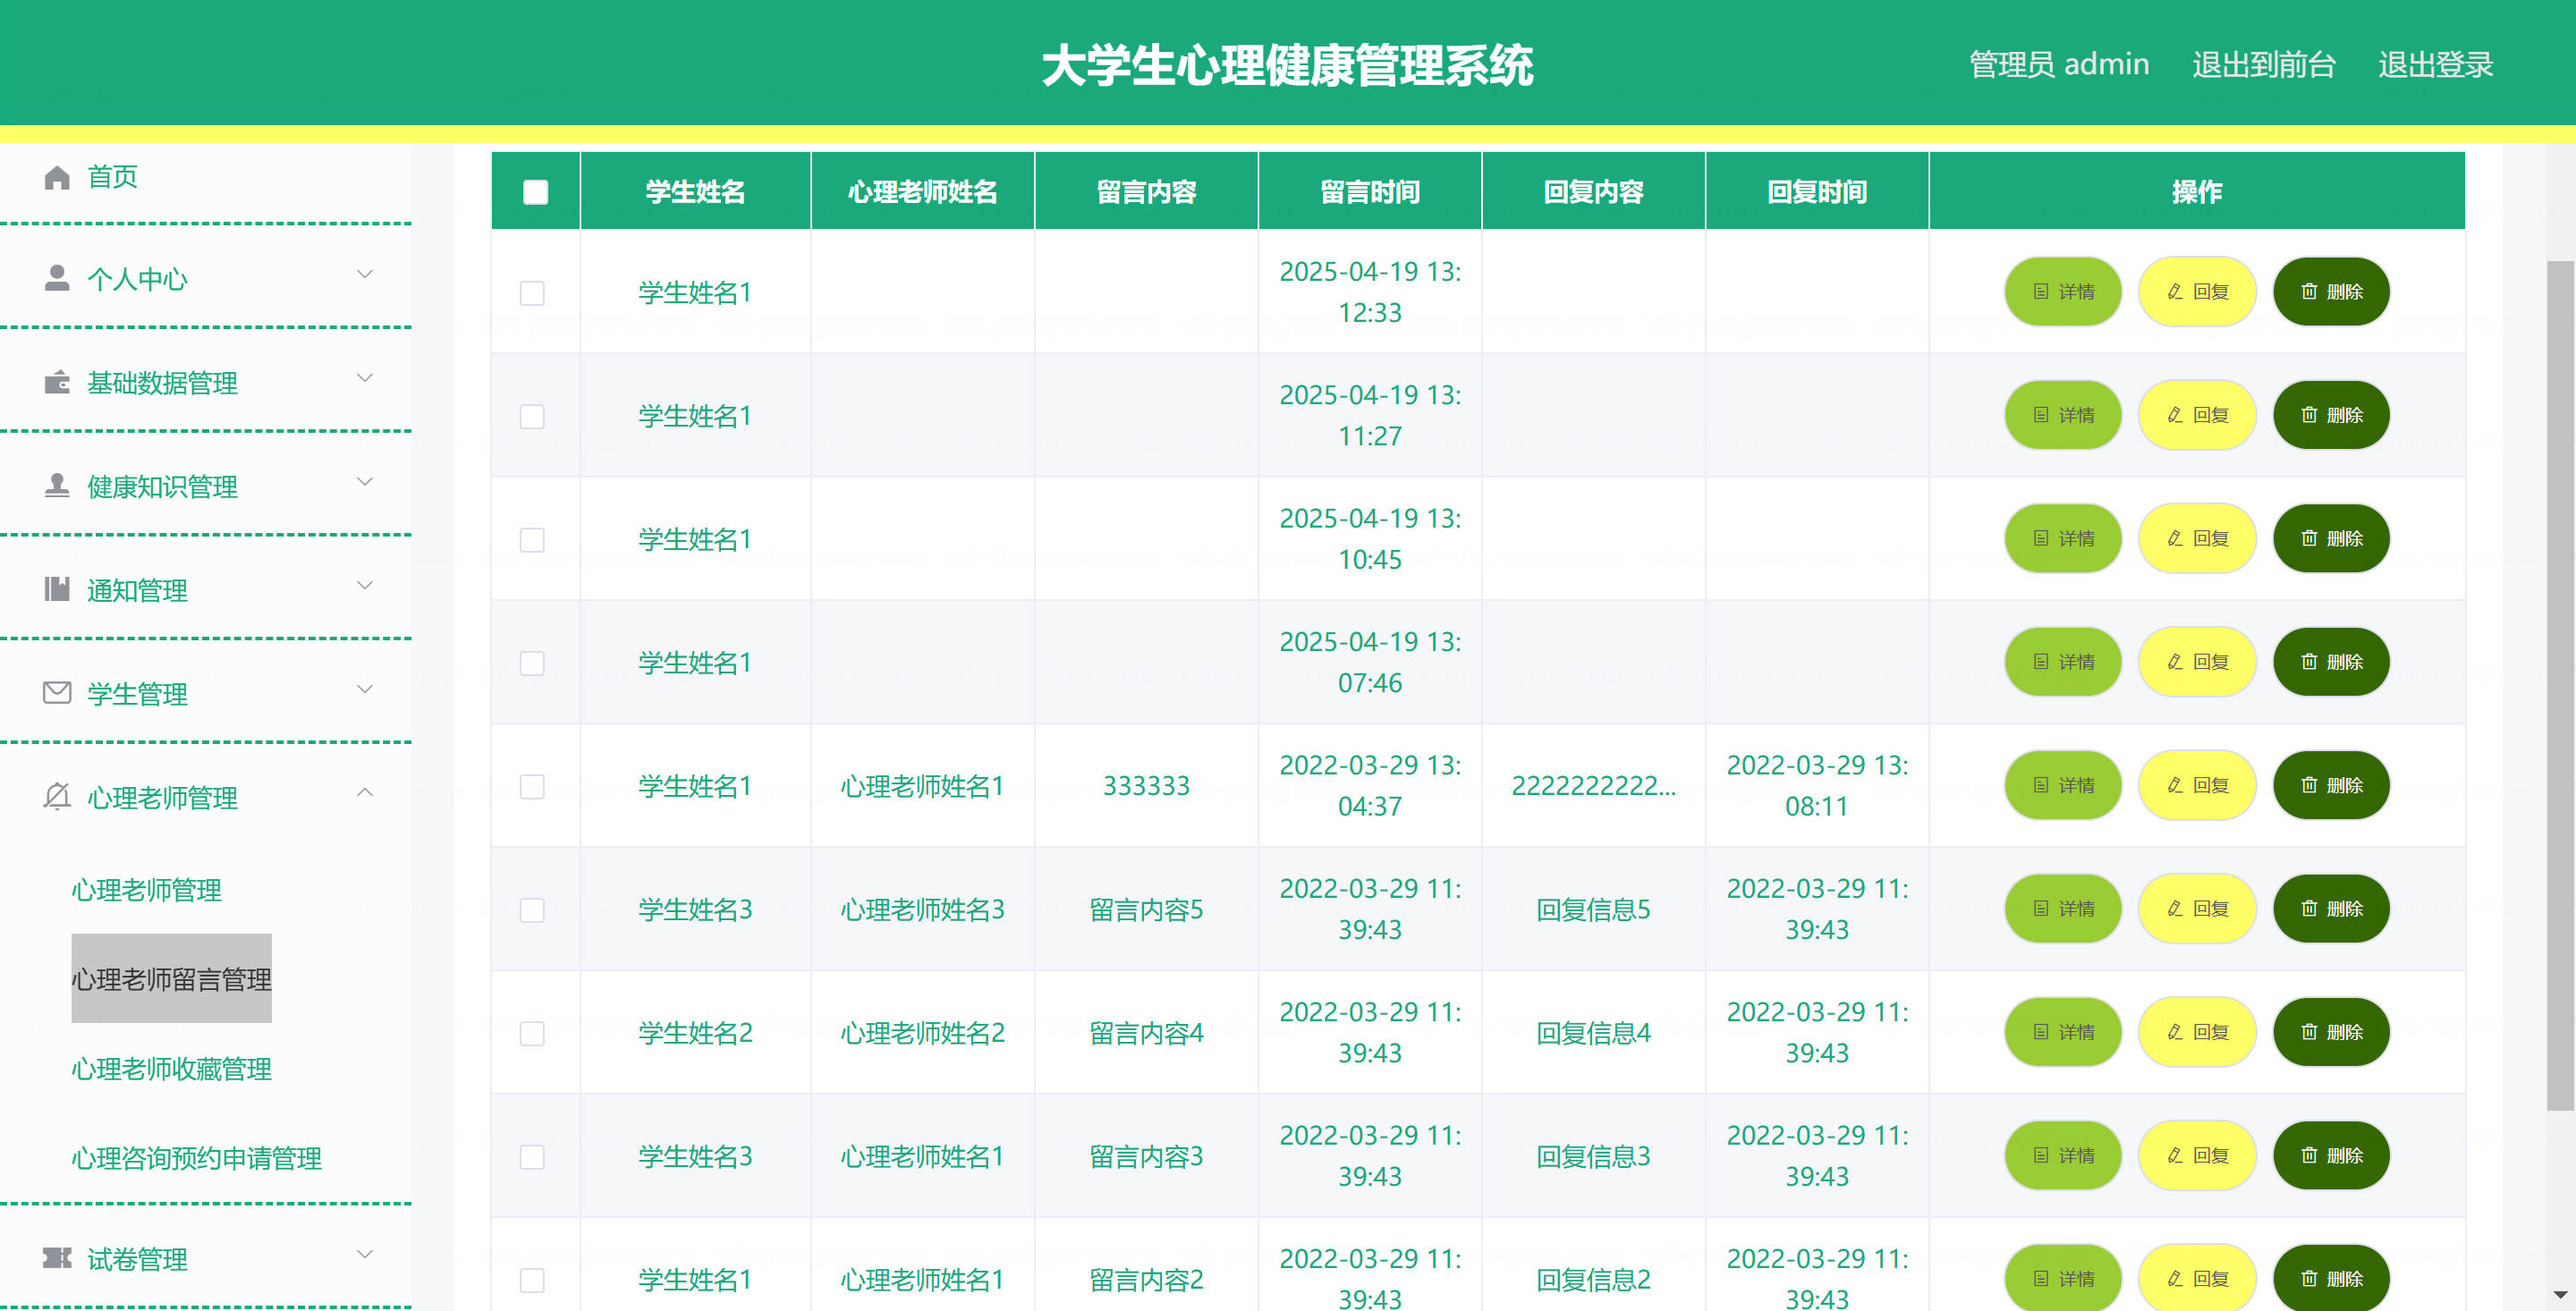 大学生心理健康管理系统
管理员 admin 退出到前台 退出登录
首页
个人中心
基础数据管理
健康知识管理
通知管理
学生管理
心理老师管理
心理老师管理
心理老师留言管理
心理老师收藏管理
心理咨询预约申请管理
试卷管理
学生姓名 心理老师姓名 留言内容 留言时间 回复内容 回复时间 操作
学生姓名1 2025-04-19 13:12:33 详情 回复 删除
学生姓名1 2025-04-19 13:11:27 详情 回复 删除
学生姓名1 2025-04-19 13:10:45 详情 回复 删除
学生姓名1 2025-04-19 13:07:46 详情 回复 删除
学生姓名1 心理老师姓名1 333333 2022-03-29 13:04:37 2222222222... 2022-03-29 13:08:11 详情 回复 删除
学生姓名3 心理老师姓名3 留言内容5 2022-03-29 11:39:43 回复信息5 2022-03-29 11:39:43 详情 回复 删除
学生姓名2 心理老师姓名2 留言内容4 2022-03-29 11:39:43 回复信息4 2022-03-29 11:39:43 详情 回复 删除
学生姓名3 心理老师姓名1 留言内容3 2022-03-29 11:39:43 回复信息3 2022-03-29 11:39:43 详情 回复 删除
学生姓名1 心理老师姓名1 留言内容2 2022-03-29 11:39:43 回复信息2 2022-03-29 11:39:43 详情 回复 删除